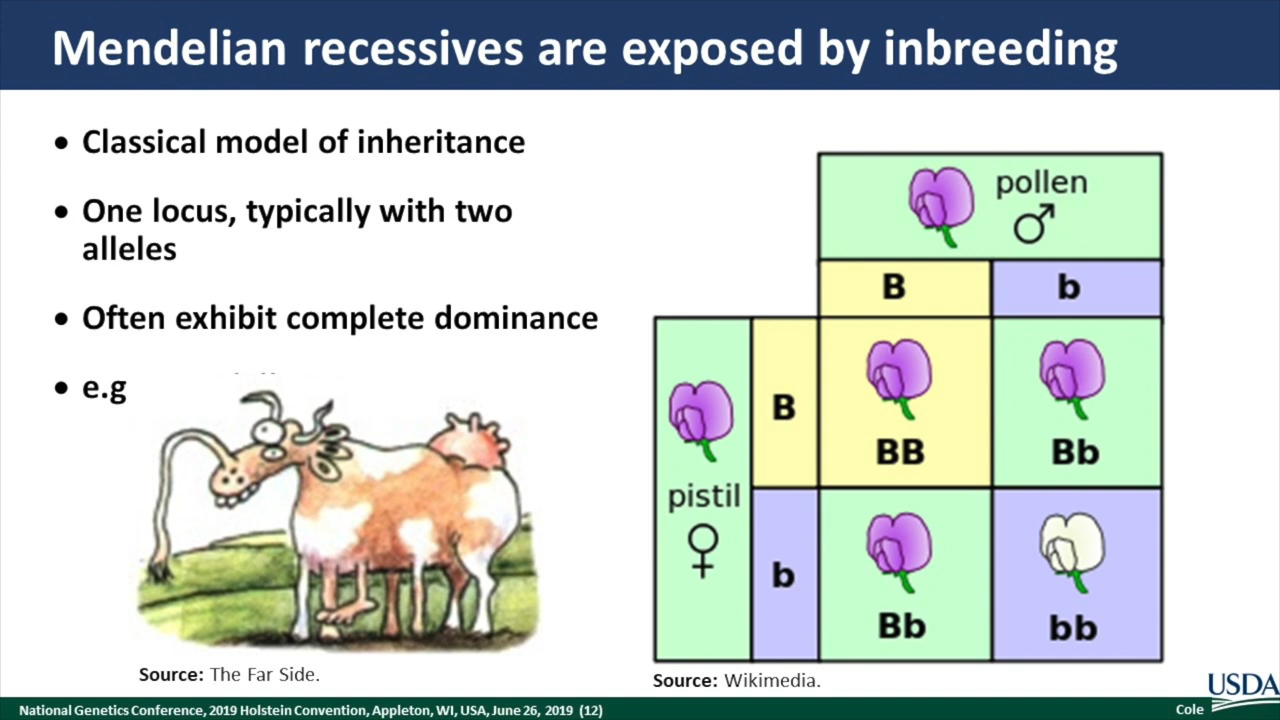 Mendelian recessives are exposed by inbreeding
• Classical model of inheritance
• One locus, typically with two
alleles
• Often exhibit complete dominance
• e.g
pollen
♂
B
b
pistil
♀
B
BB
Bb
b
Bb
bb
Source: The Far Side.
Source: Wikimedia.
USDA
National Genetics Conference, 2019 Holstein Convention, Appleton, WI, USA, June 26, 2019 (12)
Cole